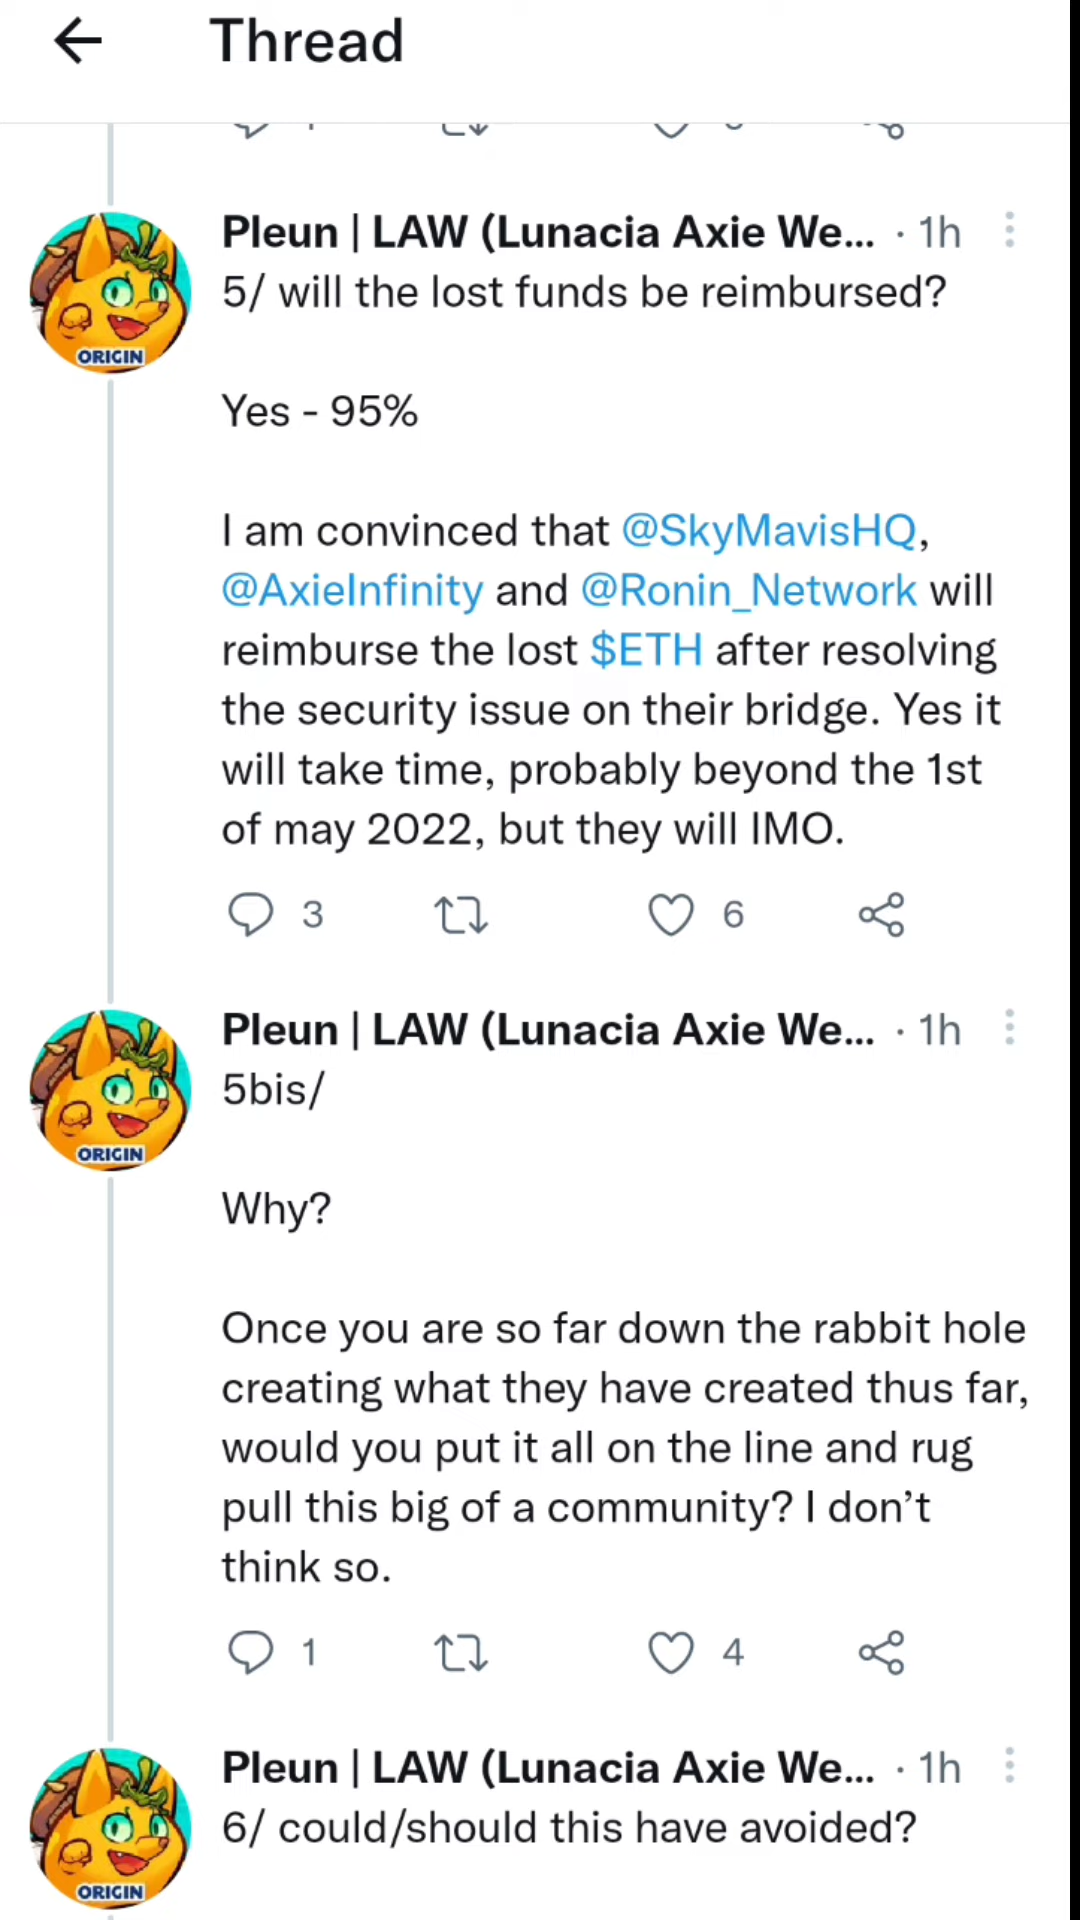 Thread
Pleun | LAW (Lunacia Axie We... · 1h
5/ will the lost funds be reimbursed?
Yes - 95%
I am convinced that @SkyMavisHQ,
@AxieInfinity and @Ronin_Network will
reimburse the lost $ETH after resolving
the security issue on their bridge. Yes it
will take time, probably beyond the 1st
of may 2022, but they will IMO.
3 6
ORIGIN
Pleun | LAW (Lunacia Axie We... · 1h
5bis/
Why?
Once you are so far down the rabbit hole
creating what they have created thus far,
would you put it all on the line and rug
pull this big of a community? I don’t
think so.
1 4
ORIGIN
Pleun | LAW (Lunacia Axie We... · 1h
6/ could/should this have avoided?
ORIGIN